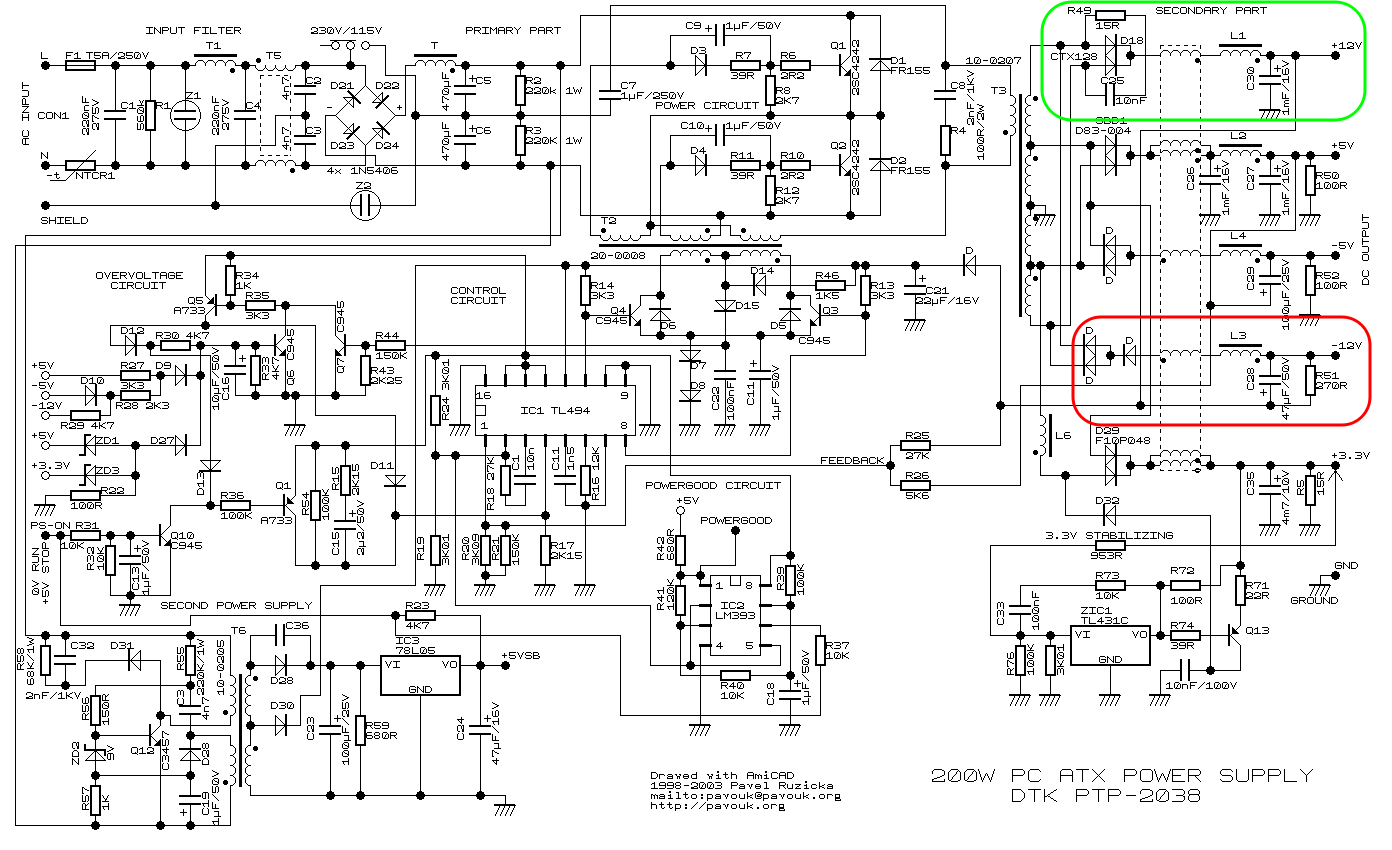 INPUT FILTER
230V/115V
PRIMARY PART
SECONDARY PART
L
F1 T5A/250V
T1
T5
T
AC INPUT
CON1
220nF
275V
C1
560k
R1
Z1
220nF
275V
C4
4n7
C2
4n7
C3
D21
D22
D23
D24
-
+
4x 1N5406
N
-t
NTCR1
Z2
SHIELD
470µF
C5
470µF
C6
R2
220k 1W
R3
220K 1W
C7
1µF/250V
C9
+
1µF/50V
D3
R7
39R
R6
2R2
Q1
2SC4242
D1
FR155
R8
2K7
POWER CIRCUIT
C10
+
1µF/50V
D4
R11
39R
R10
2R2
Q2
2SC4242
D2
FR155
R12
2K7
C8
2nF/1KV
R4
100R/2W
10-0207
T3
T2
20-0008
R49
15R
CTX128
D18
C25
10nF
L1
C30
1mF/16V
+12V
SBD1
D83-004
L2
C26
1mF/16V
C27
1mF/16V
R50
100R
+5V
D
D
L4
C29
100µF/25V
R52
100R
-5V
DC OUTPUT
D
D
D
L3
C28
47µF/50V
R51
270R
-12V
L6
D29
F10P048
C35
4m7/10V
R5
15R
+3.3V
D32
3.3V STABILIZING
953R
OVERVOLTAGE
CIRCUIT
Q5
A733
R34
1K
R35
3K3
CONTROL
CIRCUIT
D12
R30 4K7
+5V
-5V
-12V
R27
3K3
D9
D10
R28 2K3
R29 4K7
10µF/50V
C16
R33
4K7
Q6
C945
Q7
C945
R44
150K
R43
2K25
+5V
ZD1
D27
+3.3V
ZD3
R22
100R
D13
PS-ON
R31
10K
R32
10K
C13
1µF/50V
Q10
C945
0V RUN
+5V STOP
R36
100K
Q1
A733
R54
100K
R15
2K15
C15
2µ2/50V
D11
R24
3K01
16
9
IC1 TL494
1
8
R18
27K
C1
10n
C11
1n5
R16
12K
R19
3K01
R20
3K09
R21
150K
R17
2K15
R14
3K3
Q4
C945
D6
D14
D15
D5
R46
1K5
Q3
C945
R13
3K3
C21
22µF/16V
D
D7
D8
C22
100nF
C11
1µF/50V
FEEDBACK
R25
27K
R26
5K6
POWERGOOD CIRCUIT
+5V
POWERGOOD
R42
680R
R41
120K
1
8
IC2
LM393
4
5
R39
100K
R37
10K
R40
10K
C18
1µF/50V
SECOND POWER SUPPLY
R23
4K7
R58
68K/1W
C32
2nF/1KV
D31
R55
220K/1W
T6
10-0205
C36
D28
D30
IC3
78L05
VI
VO
GND
+5VSB
R56
150R
C3
4n7
Q12
C3457
ZD2
9V
D28
R57
1K
C19
1µF/50V
C23
100µF/25V
R59
680R
C24
47µF/16V
C33
100nF
R73
10K
R72
100R
R71
22R
ZIC1
TL431C
VI
VO
GND
R74
39R
Q13
R76
100K
3K01
10nF/100V
GND
GROUND
Drawed with AmiCAD
1998-2003 Pavel Ruzicka
mailto:pavouk@pavouk.org
http://pavouk.org
200W PC ATX POWER SUPPLY
DTK PTP-2038